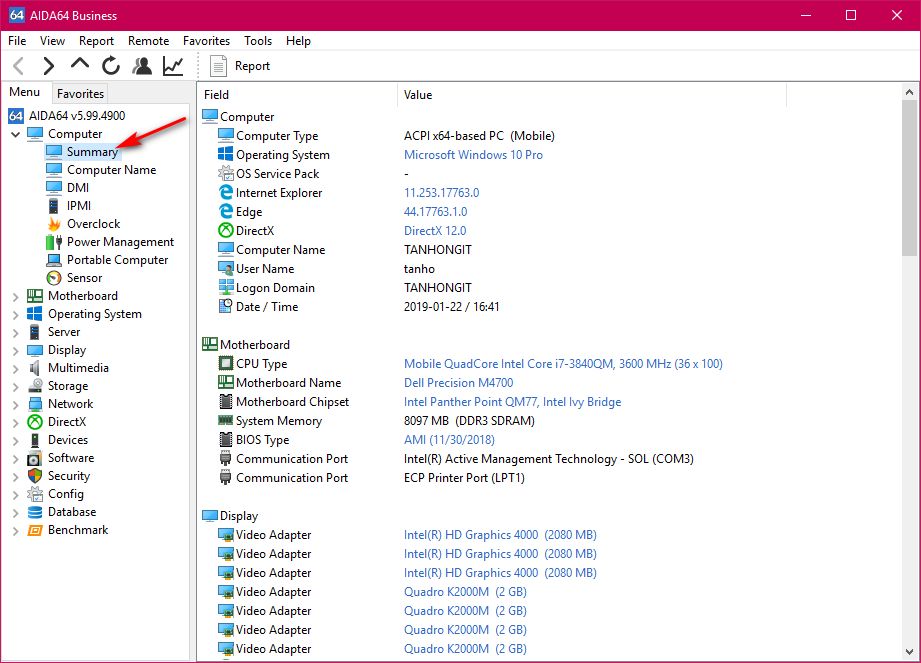 64 AIDA64 Business
File View Report Remote Favorites Tools Help
Report
Menu Favorites
64 AIDA64 v5.99.4900
Computer
Summary
Computer Name
DMI
IPMI
Overclock
Power Management
Portable Computer
Sensor
Motherboard
Operating System
Server
Display
Multimedia
Storage
Network
DirectX
Devices
Software
Security
Config
Database
Benchmark
Field Value
Computer
Computer Type ACPI x64-based PC (Mobile)
Operating System Microsoft Windows 10 Pro
OS Service Pack -
Internet Explorer 11.253.17763.0
Edge 44.17763.1.0
DirectX DirectX 12.0
Computer Name TANHONGIT
User Name tanho
Logon Domain TANHONGIT
Date / Time 2019-01-22 / 16:41
Motherboard
CPU Type Mobile QuadCore Intel Core i7-3840QM, 3600 MHz (36 x 100)
Motherboard Name Dell Precision M4700
Motherboard Chipset Intel Panther Point QM77, Intel Ivy Bridge
System Memory 8097 MB (DDR3 SDRAM)
BIOS Type AMI (11/30/2018)
Communication Port Intel(R) Active Management Technology - SOL (COM3)
Communication Port ECP Printer Port (LPT1)
Display
Video Adapter Intel(R) HD Graphics 4000 (2080 MB)
Video Adapter Intel(R) HD Graphics 4000 (2080 MB)
Video Adapter Intel(R) HD Graphics 4000 (2080 MB)
Video Adapter Quadro K2000M (2 GB)
Video Adapter Quadro K2000M (2 GB)
Video Adapter Quadro K2000M (2 GB)
Video Adapter Quadro K2000M (2 GB)